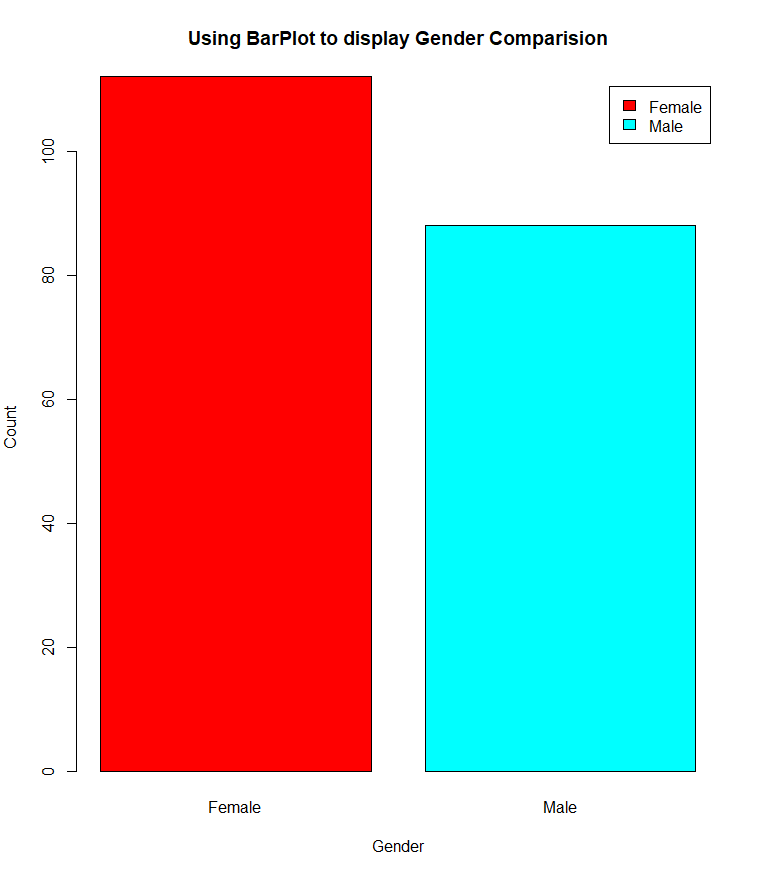 Using BarPlot to display Gender Comparision
Female
Male
100
80
60
40
20
0
Count
Female
Male
Gender